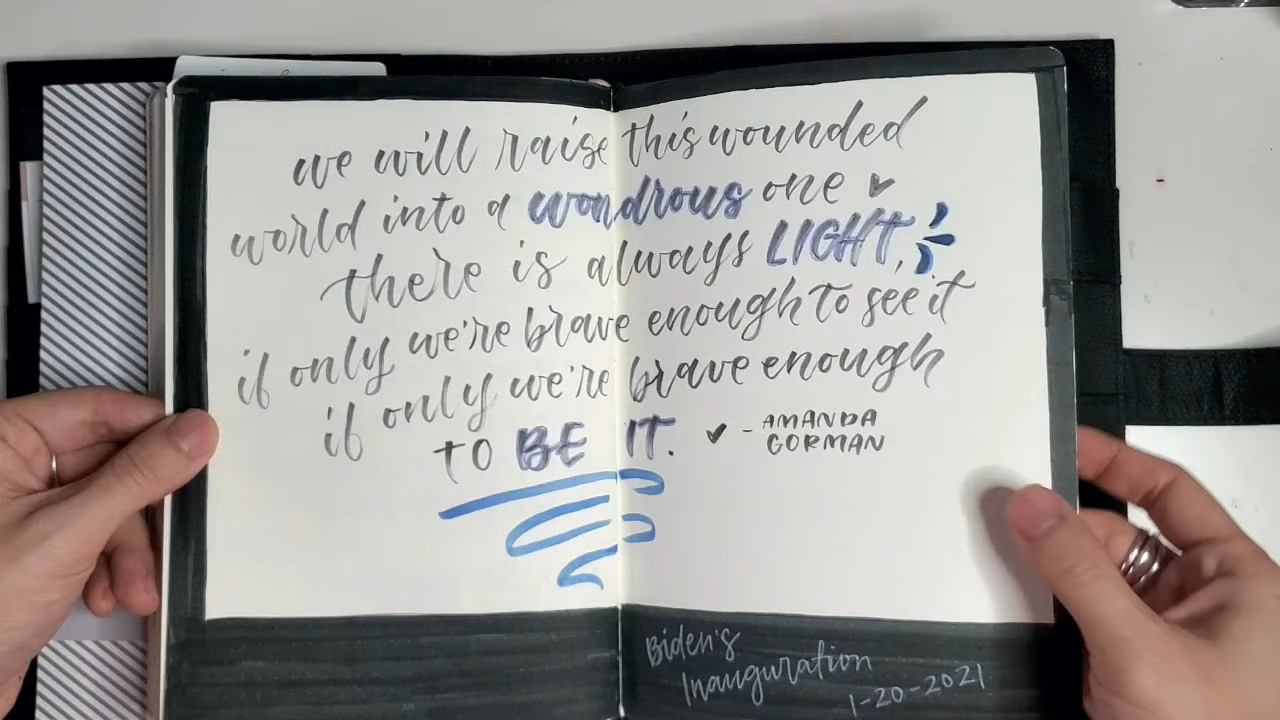 we will raise this wounded
world into a wondrous one
there is always LIGHT,
if only we're brave enough to see it
if only we're brave enough
TO BE IT.
- AMANDA
GORMAN
Biden's
Inauguration
1-20-2021